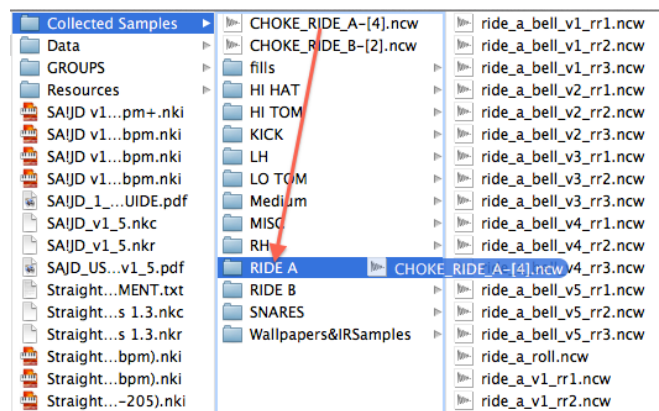 Collected Samples
Data
GROUPS
Resources
SA!JD v1...pm+.nki
SA!JD v1...bpm.nki
SA!JD v1...bpm.nki
SA!JD v1...bpm.nki
SA!JD_1_...UIDE.pdf
SA!JD_v1_5.nkc
SA!JD_v1_5.nkr
SAJD_US...v1_5.pdf
Straight...MENT.txt
Straight...s 1.3.nkc
Straight...s 1.3.nkr
Straight...bpm).nki
Straight...bpm).nki
Straight...-205).nki
CHOKE_RIDE_A-[4].ncw
CHOKE_RIDE_B-[2].ncw
fills
HI HAT
HI TOM
KICK
LH
LO TOM
Medium
MISC
RH
RIDE A
CHOKE_RIDE_A-[4].ncw
RIDE B
SNARES
Wallpapers&IRSamples
ride_a_bell_v1_rr1.ncw
ride_a_bell_v1_rr2.ncw
ride_a_bell_v1_rr3.ncw
ride_a_bell_v2_rr1.ncw
ride_a_bell_v2_rr2.ncw
ride_a_bell_v2_rr3.ncw
ride_a_bell_v3_rr1.ncw
ride_a_bell_v3_rr2.ncw
ride_a_bell_v3_rr3.ncw
ride_a_bell_v4_rr1.ncw
ride_a_bell_v4_rr2.ncw
v4_rr3.ncw
ride_a_bell_v5_rr1.ncw
ride_a_bell_v5_rr2.ncw
ride_a_bell_v5_rr3.ncw
ride_a_roll.ncw
ride_a_v1_rr1.ncw
ride_a_v1_rr2.ncw